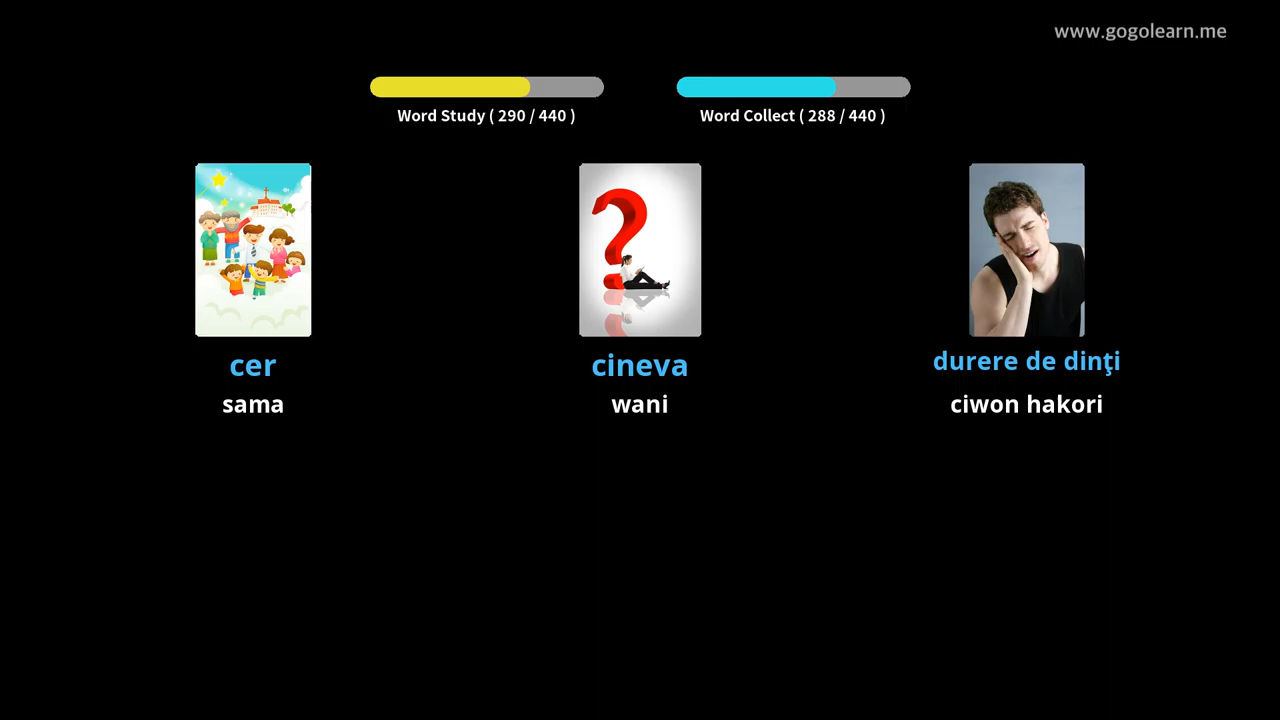 www.gogolearn.me
Word Study ( 290 / 440 )
Word Collect ( 288 / 440 )
cer
cineva
durere de dinţi
sama
wani
ciwon hakori